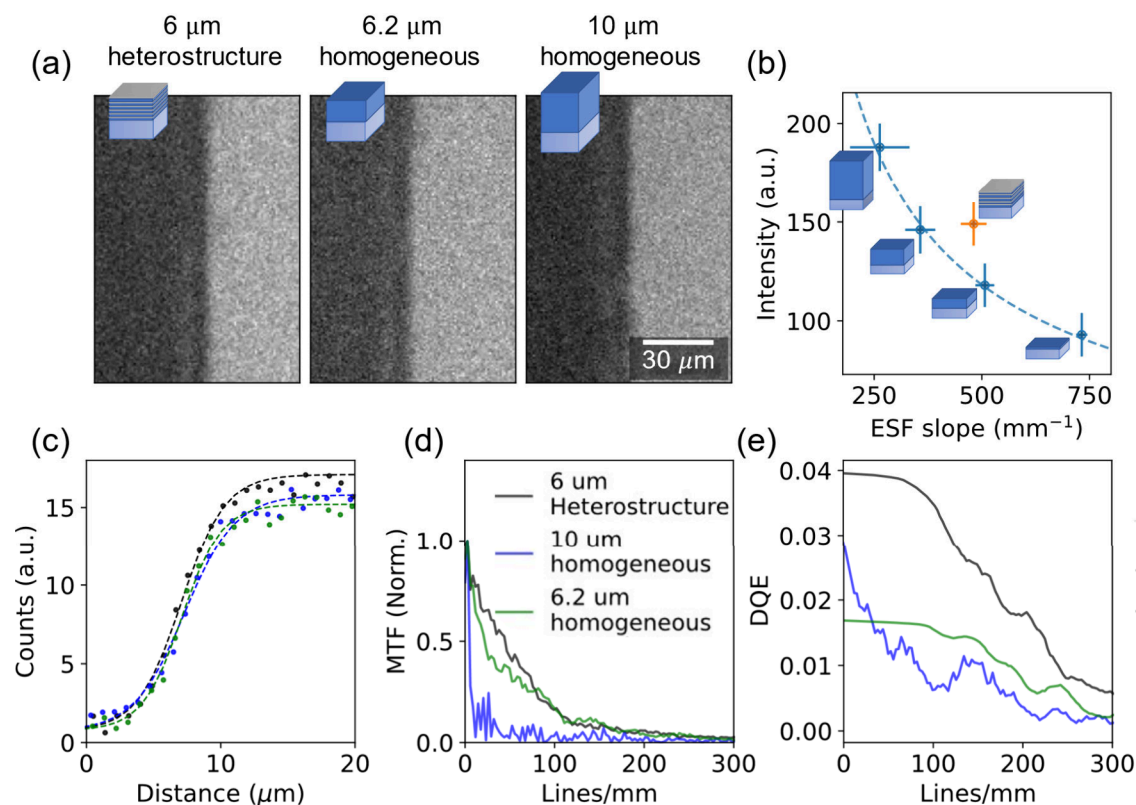 6 μm
heterostructure
6.2 μm
homogeneous
10 μm
homogeneous
(a)
30 μm
(b)
Intensity (a.u.)
200
150
100
250
500
750
ESF slope (mm⁻¹)
(c)
Counts (a.u.)
15
10
5
0
0
10
20
Distance (μm)
(d)
MTF (Norm.)
1.0
0.5
0.0
6 um
Heterostructure
10 um
homogeneous
6.2 um
homogeneous
0
100
200
300
Lines/mm
(e)
DQE
0.04
0.03
0.02
0.01
0.00
0
100
200
300
Lines/mm